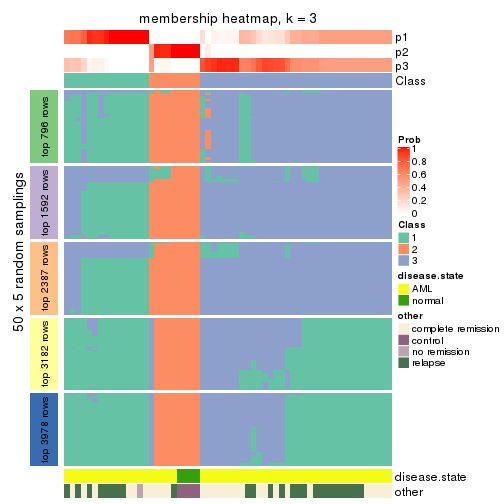 membership heatmap, k = 3
p1
p2
p3
Class
50 x 5 random samplings
top 796 rows
top 1592 rows
top 2387 rows
top 3182 rows
top 3978 rows
disease.state
other
Prob
1
0.8
0.6
0.4
0.2
0
Class
1
2
3
disease.state
AML
normal
other
complete remission
control
no remission
relapse